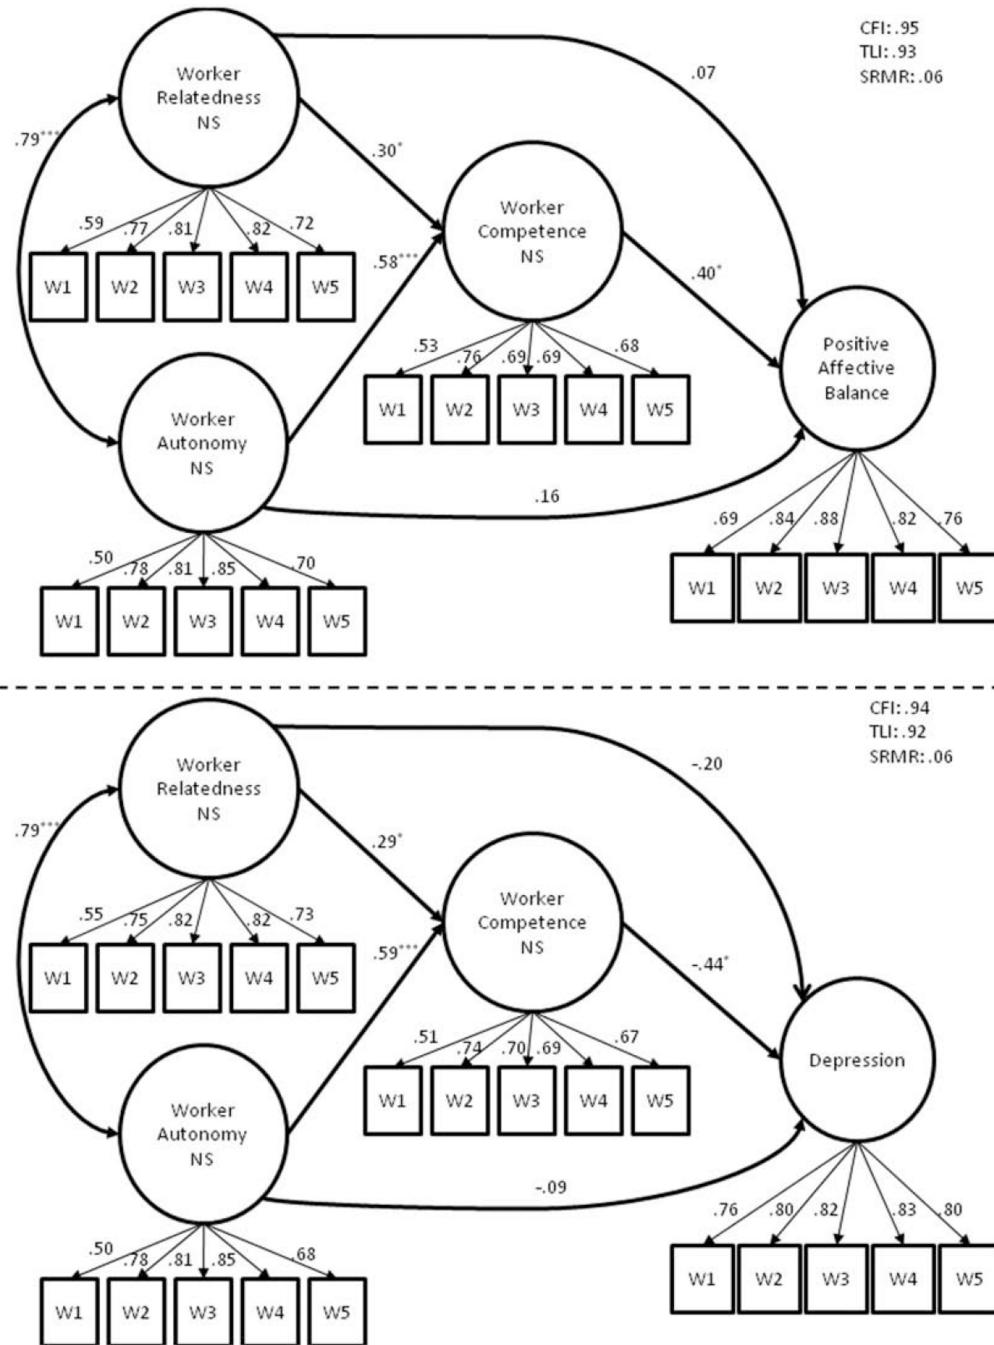 CFI: .95
TLI: .93
SRMR: .06
Worker
Relatedness
NS
.07
.79***
.30*
Worker
Competence
NS
.59 .77 .81 .82 .72
W1 W2 W3 W4 W5
.58***
.40*
Positive
Affective
Balance
.53 .76 .69 .69 .68
W1 W2 W3 W4 W5
Worker
Autonomy
NS
.16
.69 .84 .88 .82 .76
W1 W2 W3 W4 W5
.50 .78 .81 .85 .70
W1 W2 W3 W4 W5
CFI: .94
TLI: .92
SRMR: .06
Worker
Relatedness
NS
-.20
.79***
.29*
Worker
Competence
NS
.55 .75 .82 .82 .73
W1 W2 W3 W4 W5
.59***
-.44*
Depression
.51 .74 .70 .69 .67
W1 W2 W3 W4 W5
Worker
Autonomy
NS
-.09
.76 .80 .82 .83 .80
W1 W2 W3 W4 W5
.50 .78 .81 .85 .68
W1 W2 W3 W4 W5